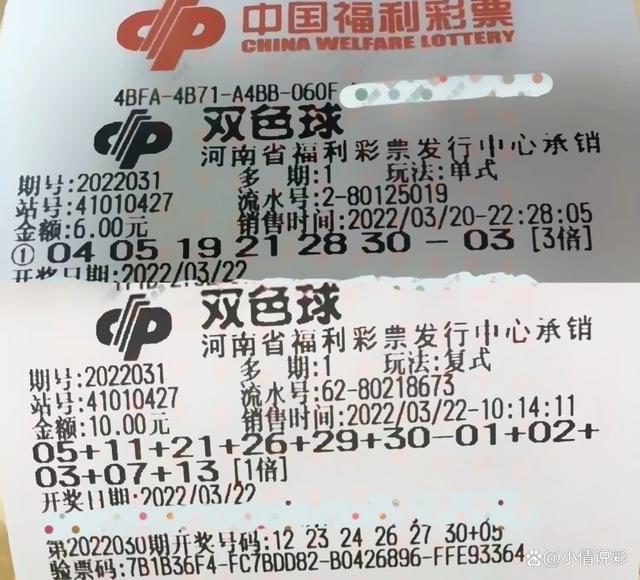 中国福利彩票
CHINA WELFARE LOTTERY
4BFA-4B71-A4BB-060F
双色球
河南省福利彩票发行中心承销
期号:2022031 多 期:1 玩法:单式
站号:41010427 流水号:2-80125019
金额:6.00元 销售时间:2022/03/20-22:28:05
① 04 05 19 21 28 30 - 03 [3倍]
开奖日期:2022/03/22
双色球
河南省福利彩票发行中心承销
期号:2022031 多 期:1 玩法:复式
站号:41010427 流水号:62-80218673
金额:10.00元 销售时间:2022/03/22-10:14:11
05+11+21+26+29+30-01+02+
03+07+13 [1倍]
开奖日期:2022/03/22
第2022030期开奖号码:12 23 24 26 27 30+05
验票码:7B1B36F4-FC7BDD82-B0426896-FFE93364
小倩说彩